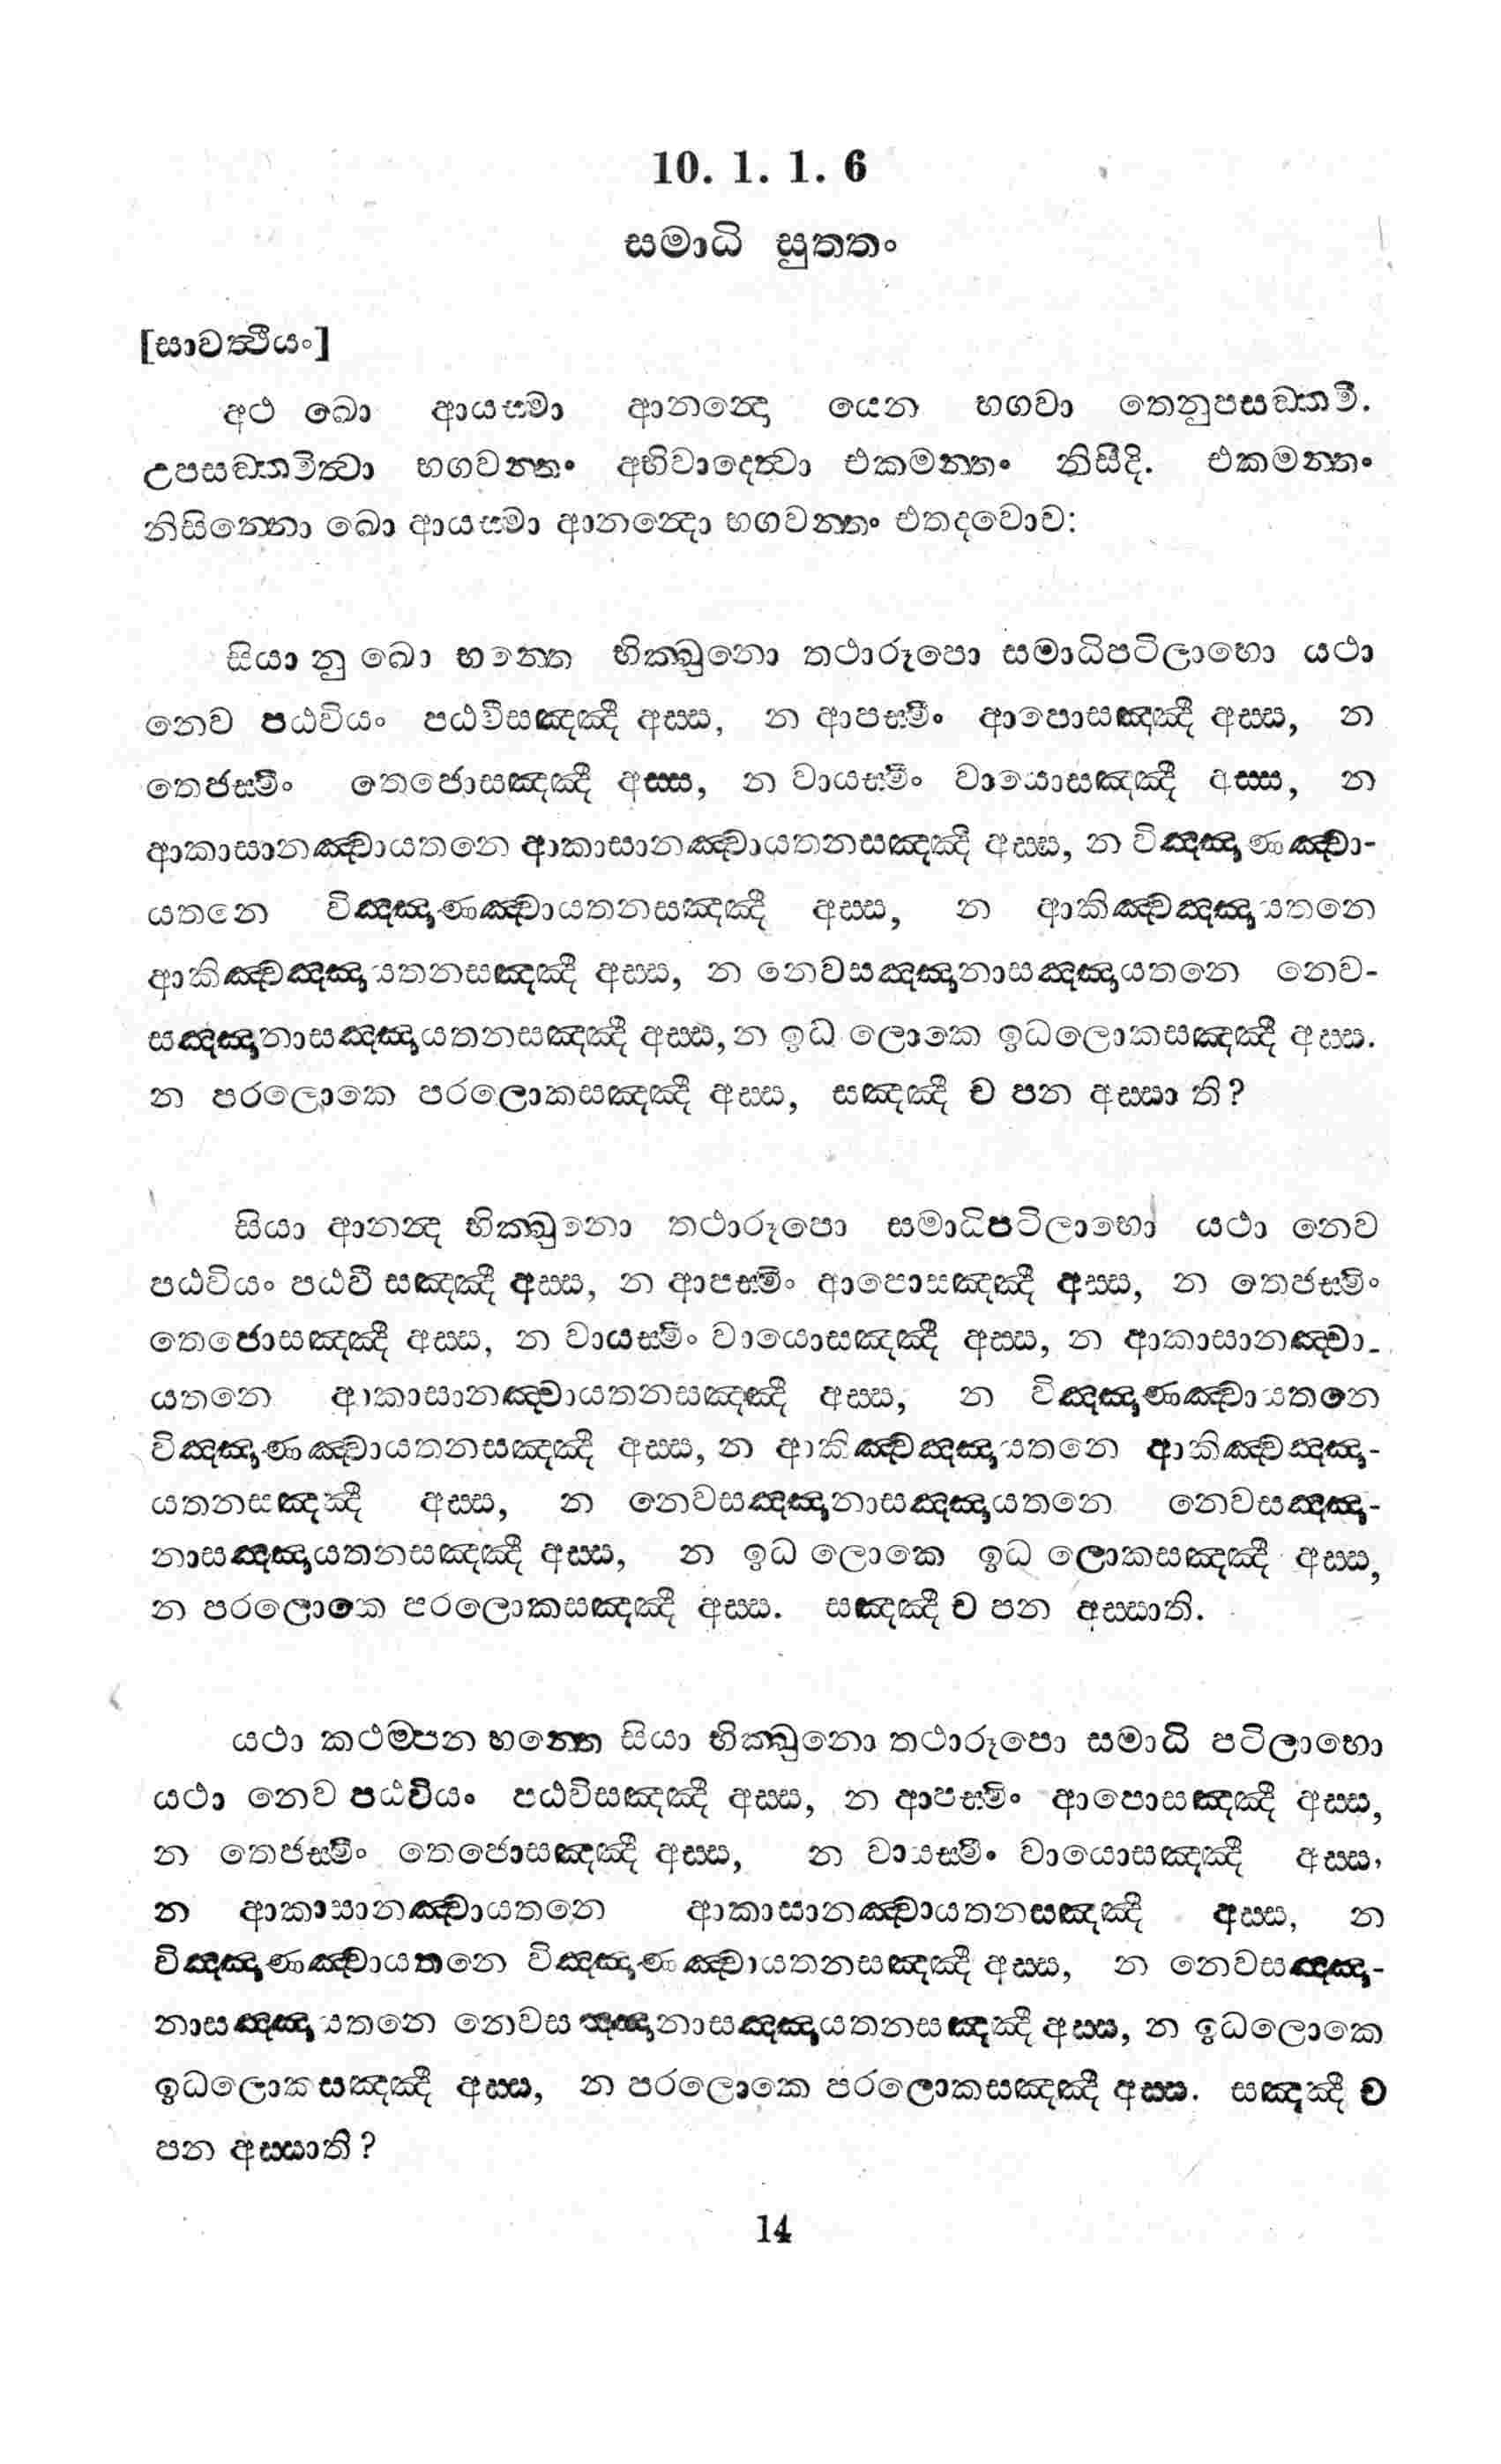 10. 1. 1. 6
සමාධි සුත්තං
[සාවත්ථියං]
අථ ඛො ආයස්මා ආනන්දො යෙන භගවා තෙනුපසඞ්කමි.
උපසඞ්කමිත්වා භගවන්තං අභිවාදෙත්වා එකමන්තං නිසීදි. එකමන්තං
නිසින්නො ඛො ආයස්මා ආනන්දො භගවන්තං එතදවොච:
සියා නු ඛො භන්තෙ භික්ඛුනො තථාරූපො සමාධිපටිලාභො යථා
නෙව පඨවියං පඨවිසඤ්ඤී අස්ස, න ආපස්මිං ආපොසඤ්ඤී අස්ස, න
තෙජස්මිං තෙජොසඤ්ඤී අස්ස, න වායස්මිං වායොසඤ්ඤී අස්ස, න
ආකාසානඤ්චායතනෙ ආකාසානඤ්චායතනසඤ්ඤී අස්ස, න විඤ්ඤාණඤ්චා-
යතනෙ විඤ්ඤාණඤ්චායතනසඤ්ඤී අස්ස, න ආකිඤ්චඤ්ඤායතනෙ
ආකිඤ්චඤ්ඤායතනසඤ්ඤී අස්ස, න නෙවසඤ්ඤානාසඤ්ඤායතනෙ නෙව-
සඤ්ඤානාසඤ්ඤායතනසඤ්ඤී අස්ස, න ඉධ ලොකෙ ඉධලොකසඤ්ඤී අස්ස.
න පරලොකෙ පරලොකසඤ්ඤී අස්ස, සඤ්ඤී ච පන අස්සා ති?
සියා ආනන්ද භික්ඛුනො තථාරූපො සමාධිපටිලාභො යථා නෙව
පඨවියං පඨවි සඤ්ඤී අස්ස, න ආපස්මිං ආපොසඤ්ඤී අස්ස, න තෙජස්මිං
තෙජොසඤ්ඤී අස්ස, න වායස්මිං වායොසඤ්ඤී අස්ස, න ආකාසානඤ්චා-
යතනෙ ආකාසානඤ්චායතනසඤ්ඤී අස්ස, න විඤ්ඤාණඤ්චායතනෙ
විඤ්ඤාණඤ්චායතනසඤ්ඤී අස්ස, න ආකිඤ්චඤ්ඤායතනෙ ආකිඤ්චඤ්ඤා-
යතනසඤ්ඤී අස්ස, න නෙවසඤ්ඤානාසඤ්ඤායතනෙ නෙවසඤ්ඤා-
නාසඤ්ඤායතනසඤ්ඤී අස්ස, න ඉධ ලොකෙ ඉධ ලොකසඤ්ඤී අස්ස,
න පරලොකෙ පරලොකසඤ්ඤී අස්ස. සඤ්ඤී ච පන අස්සාති.
යථා කථම්පන භන්තෙ සියා භික්ඛුනො තථාරූපො සමාධි පටිලාභො
යථා නෙව පඨවියං පඨවිසඤ්ඤී අස්ස, න ආපස්මිං ආපොසඤ්ඤී අස්ස,
න තෙජස්මිං තෙජොසඤ්ඤී අස්ස, න වායස්මිං වායොසඤ්ඤී අස්ස,
න ආකාසානඤ්චායතනෙ ආකාසානඤ්චායතනසඤ්ඤී අස්ස, න
විඤ්ඤාණඤ්චායතනෙ විඤ්ඤාණඤ්චායතනසඤ්ඤී අස්ස, න නෙවසඤ්ඤා-
නාසඤ්ඤායතනෙ නෙවසඤ්ඤානාසඤ්ඤායතනසඤ්ඤී අස්ස, න ඉධලොකෙ
ඉධලොකසඤ්ඤී අස්ස, න පරලොකෙ පරලොකසඤ්ඤී අස්ස. සඤ්ඤී ච
පන අස්සාති?
14